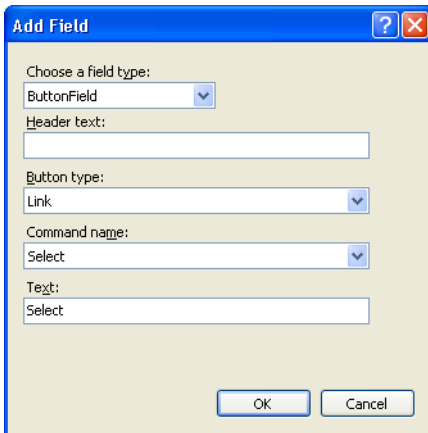 Add Field
?
Choose a field type:
ButtonField
Header text:
Button type:
Link
Command name:
Select
Text:
Select
OK Cancel